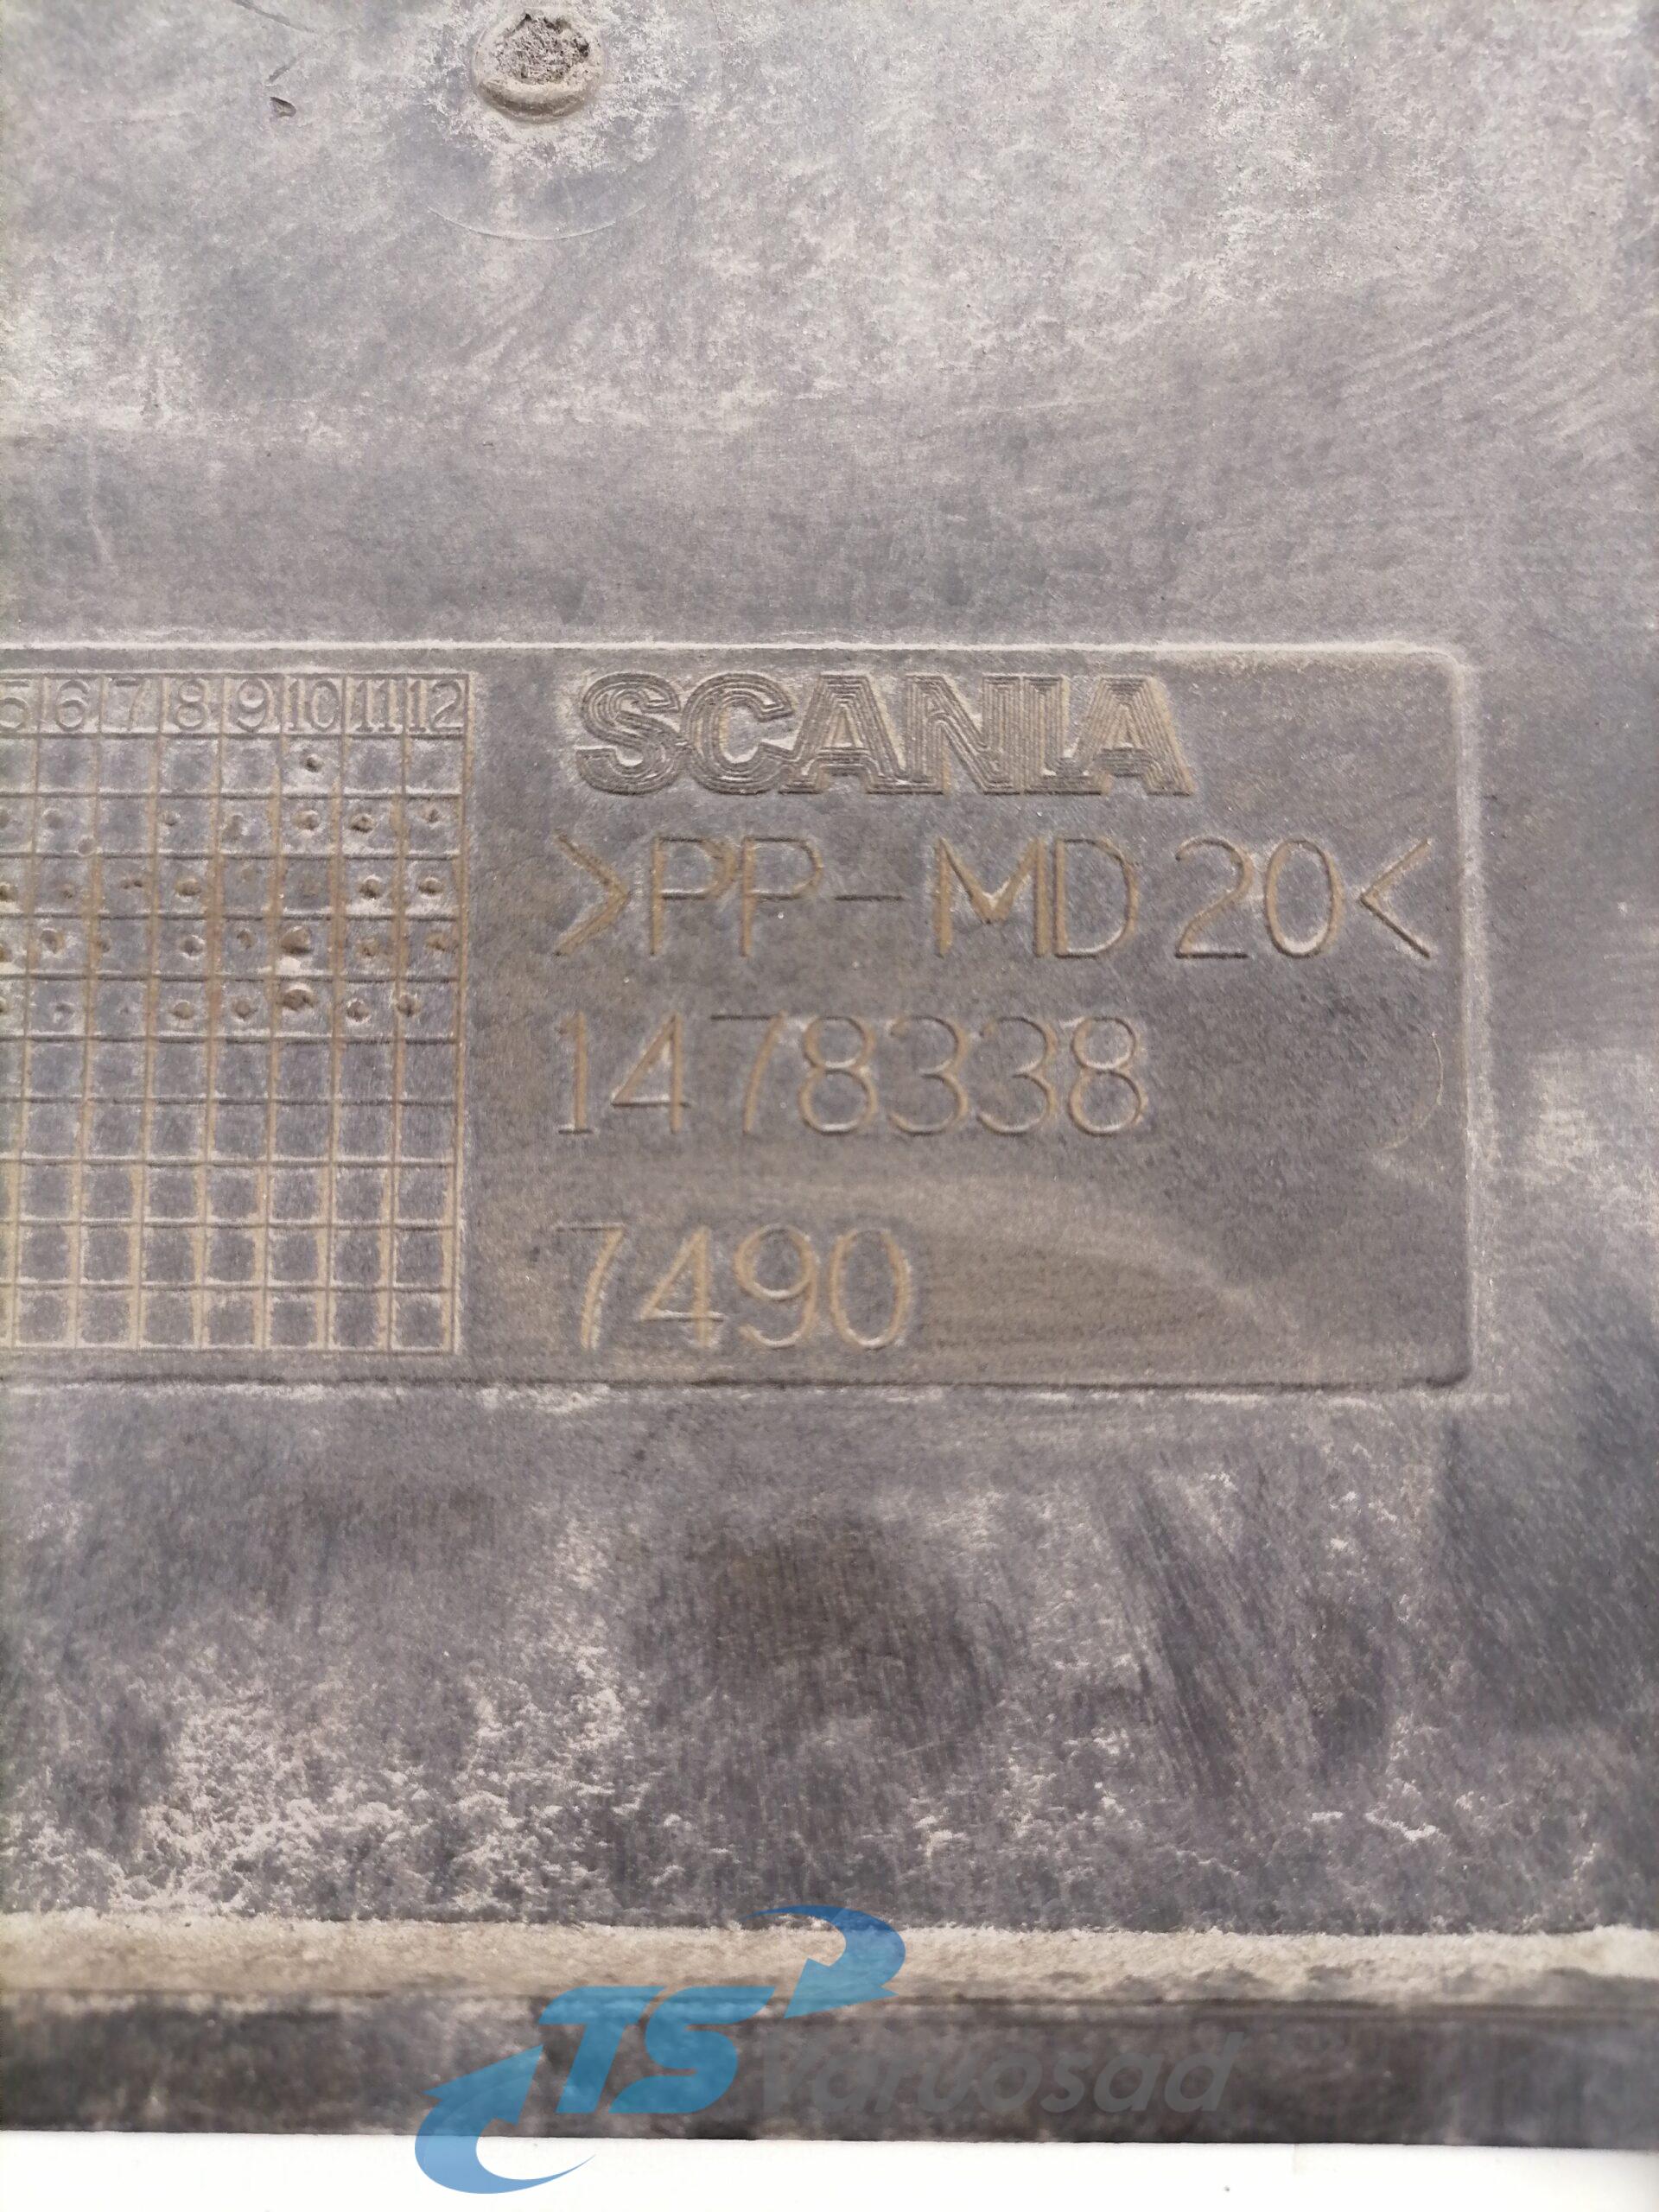 SCANIA
5 6 7 8 9 10 11 12
>PP-MD20<
1478338
7490
TS Varuosad